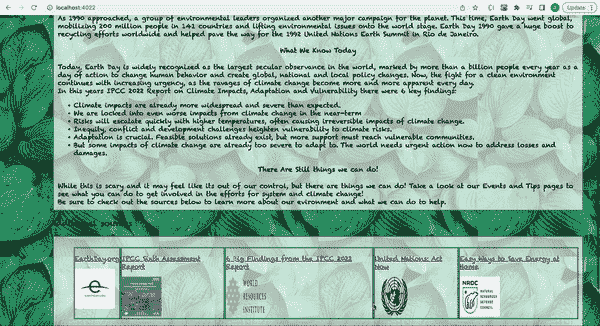 localhost:4022
Update
As 1990 approached, a group of environmental leaders organized another major campaign for the planet. This time, Earth Day went global,
mobilizing 200 million people in 141 countries and lifting environmental issues onto the world stage. Earth Day 1990 gave a huge boost to
recycling efforts worldwide and helped pave the way for the 1992 United Nations Earth Summit in Rio de Janeiro.
What We Know Today
Today, Earth Day is widely recognized as the largest secular observance in the world, marked by more than a billion people every year as a
day of action to change human behavior and create global, national and local policy changes. Now, the fight for a clean environment
continues with increasing urgency, as the ravages of climate change become more and more apparent every day.
In this years IPCC 2022 Report on Climate Impacts, Adaptation and Vulnerability there were 6 key findings:
• Climate impacts are already more widespread and severe than expected.
• We are locked into even worse impacts from climate change in the near-term
• Risks will escalate quickly with higher temperatures, often causing irreversible impacts of climate change.
• Inequity, conflict and development challenges heighten vulnerability to climate risks.
• Adaptation is crucial. Feasible solutions already exist, but more support must reach vulnerable communities.
• But some impacts of climate change are already too severe to adapt to. The world needs urgent action now to address losses and
damages.
There Are Still things we can do!
While this is scary and it may feel like its out of our control, but there are things we can do! Take a look at our Events and Tips pages to
see what you can do to get involved in the efforts for system and climate change!
Be sure to check out the sources below to learn more about our evironment and what we can do to help.
EarthDay.org
IPCC Sixth Assessment
Report
6 Key Findings from the IPCC 2022
Report
United Nations: Act
Now
Easy Ways to Save Energy at
Home
WORLD
RESOURCES
INSTITUTE
NRDC